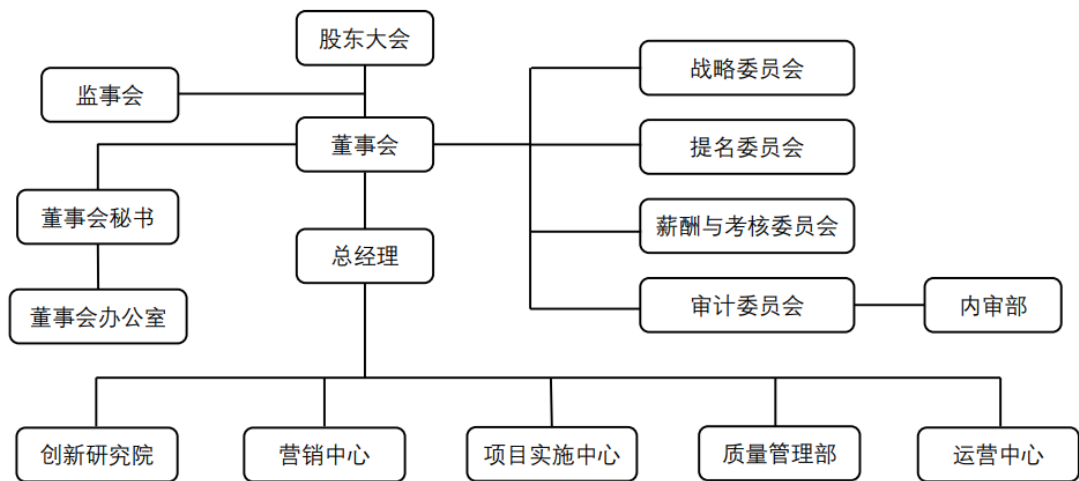 股东大会
战略委员会
监事会
董事会
提名委员会
董事会秘书
薪酬与考核委员会
总经理
董事会办公室
审计委员会
内审部
创新研究院
营销中心
项目实施中心
质量管理部
运营中心